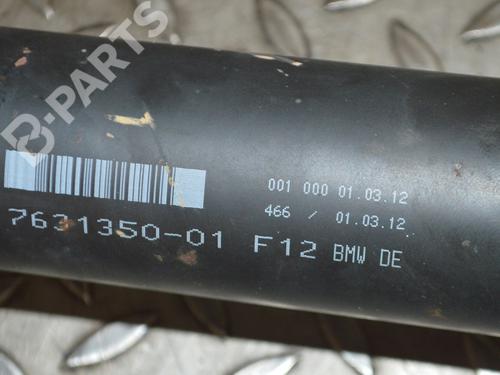 B-PARTS
001 000 01.03.12
466 / 01.03.12
7631350-01 F12 BMW DE